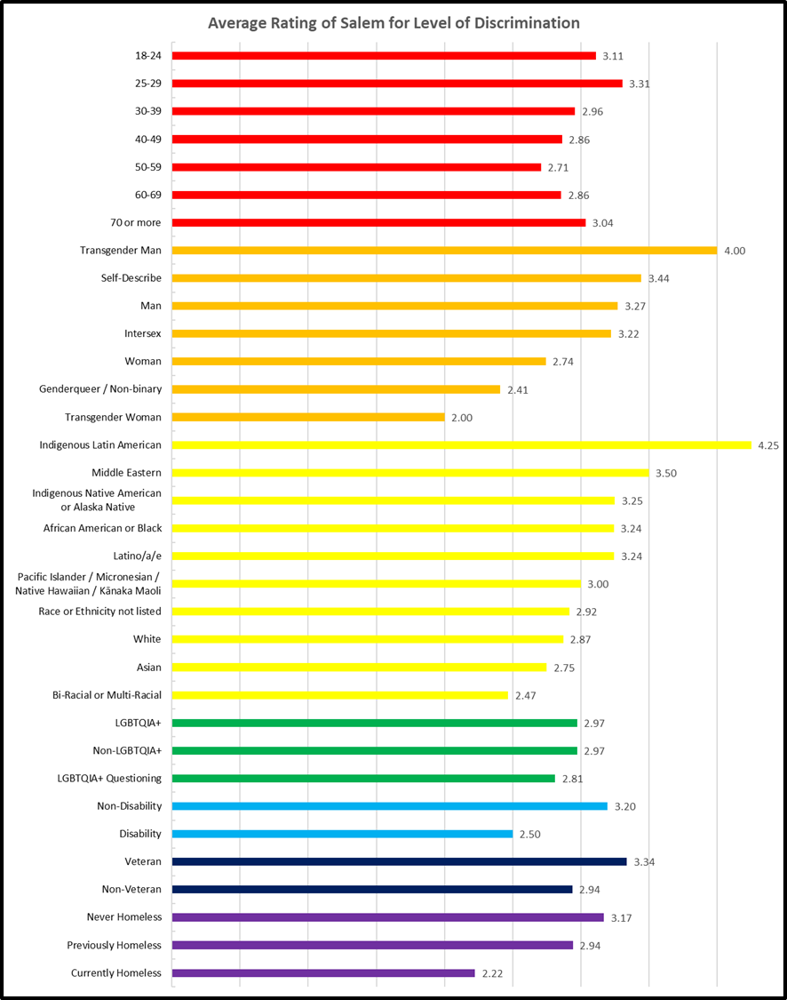 Average Rating of Salem for Level of Discrimination
18-24 3.11
25-29 3.31
30-39 2.96
40-49 2.86
50-59 2.71
60-69 2.86
70 or more 3.04
Transgender Man 4.00
Self-Describe 3.44
Man 3.27
Intersex 3.22
Woman 2.74
Genderqueer / Non-binary 2.41
Transgender Woman 2.00
Indigenous Latin American 4.25
Middle Eastern 3.50
Indigenous Native American
or Alaska Native 3.25
African American or Black 3.24
Latino/a/e 3.24
Pacific Islander / Micronesian /
Native Hawaiian / Kānaka Maoli 3.00
Race or Ethnicity not listed 2.92
White 2.87
Asian 2.75
Bi-Racial or Multi-Racial 2.47
LGBTQIA+ 2.97
Non-LGBTQIA+ 2.97
LGBTQIA+ Questioning 2.81
Non-Disability 3.20
Disability 2.50
Veteran 3.34
Non-Veteran 2.94
Never Homeless 3.17
Previously Homeless 2.94
Currently Homeless 2.22